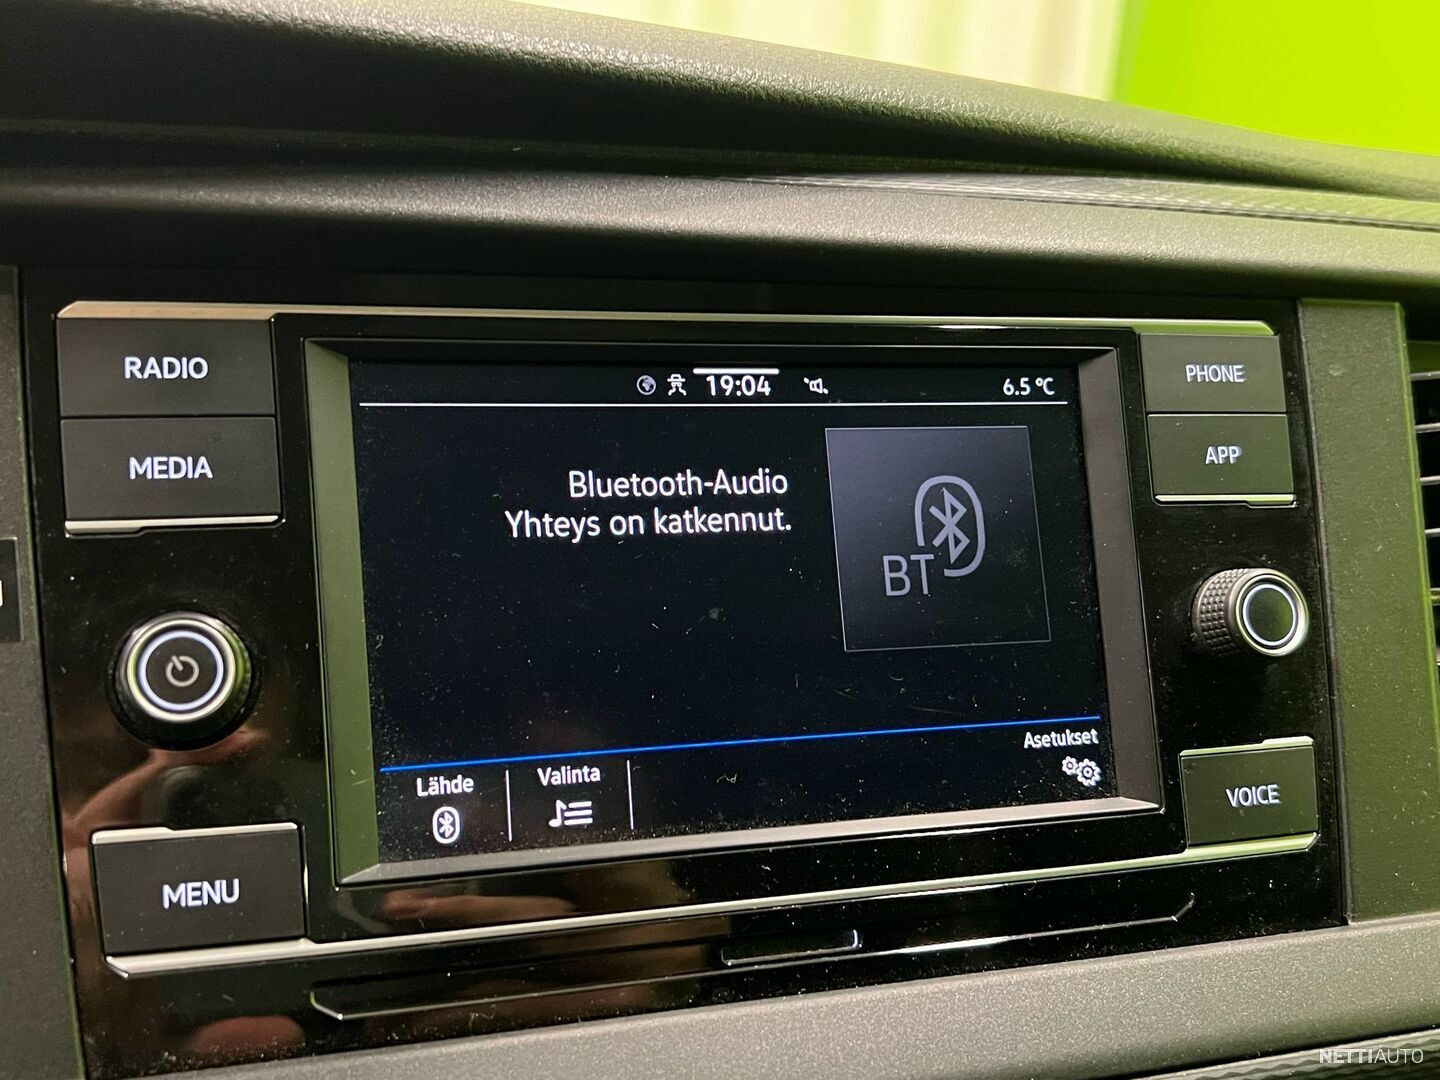 RADIO
MEDIA
MENU
19:04
6.5 °C
Bluetooth-Audio
Yhteys on katkennut.
BT
Asetukset
Lähde
Valinta
PHONE
APP
VOICE
NETTIAUTO